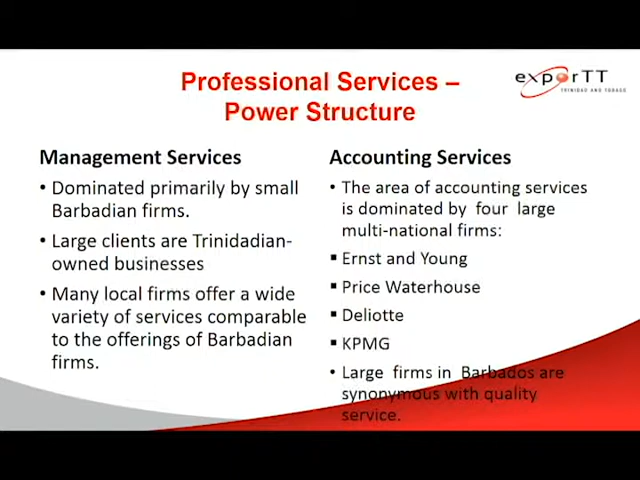 Professional Services –
Power Structure
exporTT
TRINIDAD AND TOBAGO
Management Services
• Dominated primarily by small
Barbadian firms.
• Large clients are Trinidadian-
owned businesses
• Many local firms offer a wide
variety of services comparable
to the offerings of Barbadian
firms.
Accounting Services
• The area of accounting services
is dominated by four large
multi-national firms:
▪ Ernst and Young
▪ Price Waterhouse
▪ Deliotte
▪ KPMG
• Large firms in Barbados are
synonymous with quality
service.